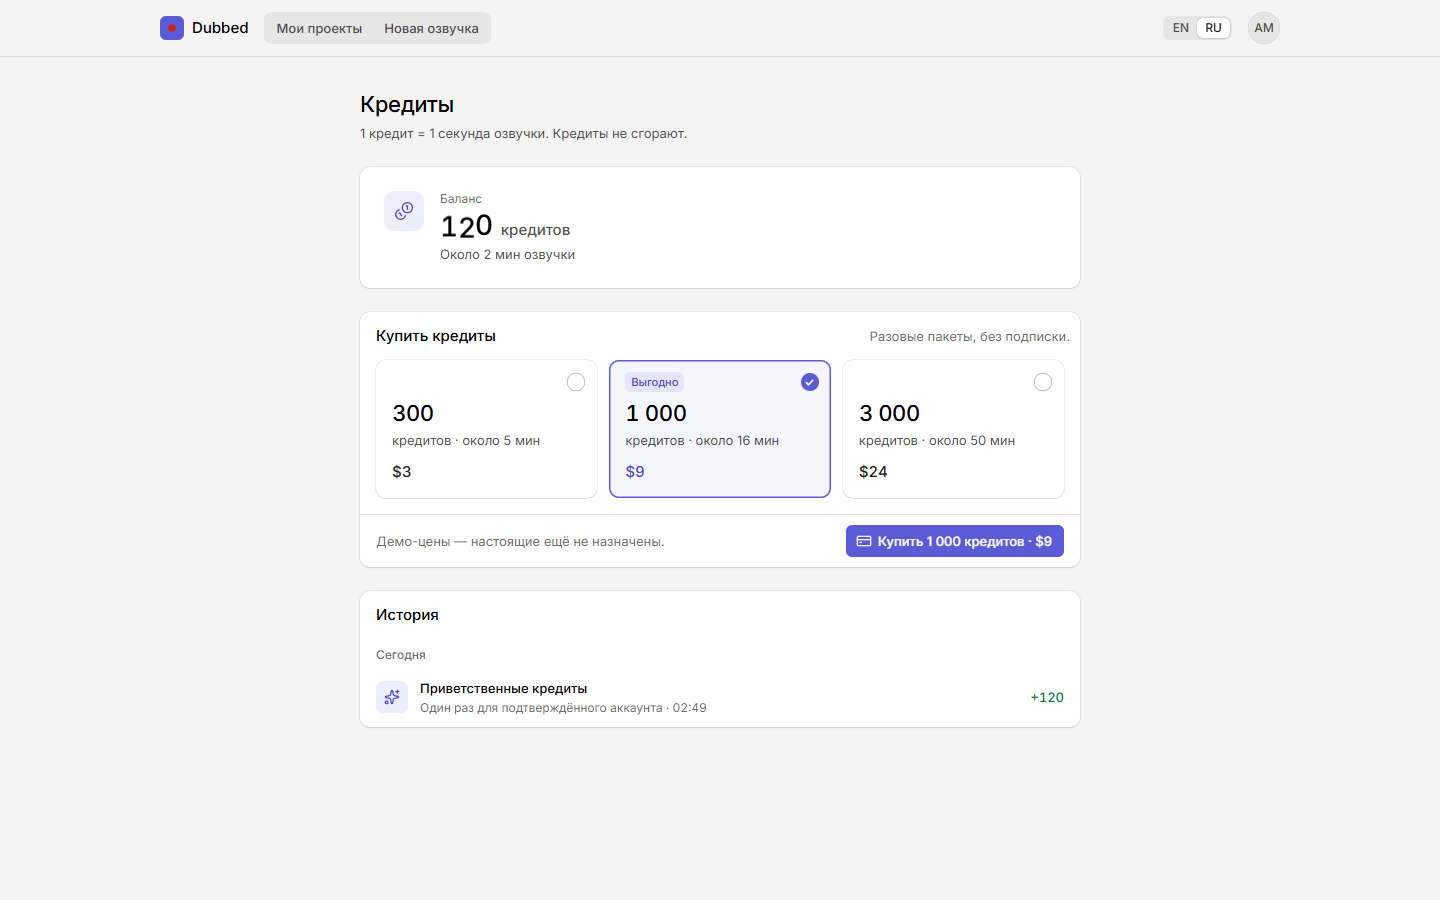 Dubbed
Мои проекты
Новая озвучка
EN
RU
AM
Кредиты
1 кредит = 1 секунда озвучки. Кредиты не сгорают.
Баланс
120 кредитов
Около 2 мин озвучки
Купить кредиты
Разовые пакеты, без подписки.
300
кредитов · около 5 мин
$3
Выгодно
1 000
кредитов · около 16 мин
$9
3 000
кредитов · около 50 мин
$24
Демо-цены — настоящие ещё не назначены.
Купить 1 000 кредитов · $9
История
Сегодня
Приветственные кредиты
Один раз для подтверждённого аккаунта · 02:49
+120